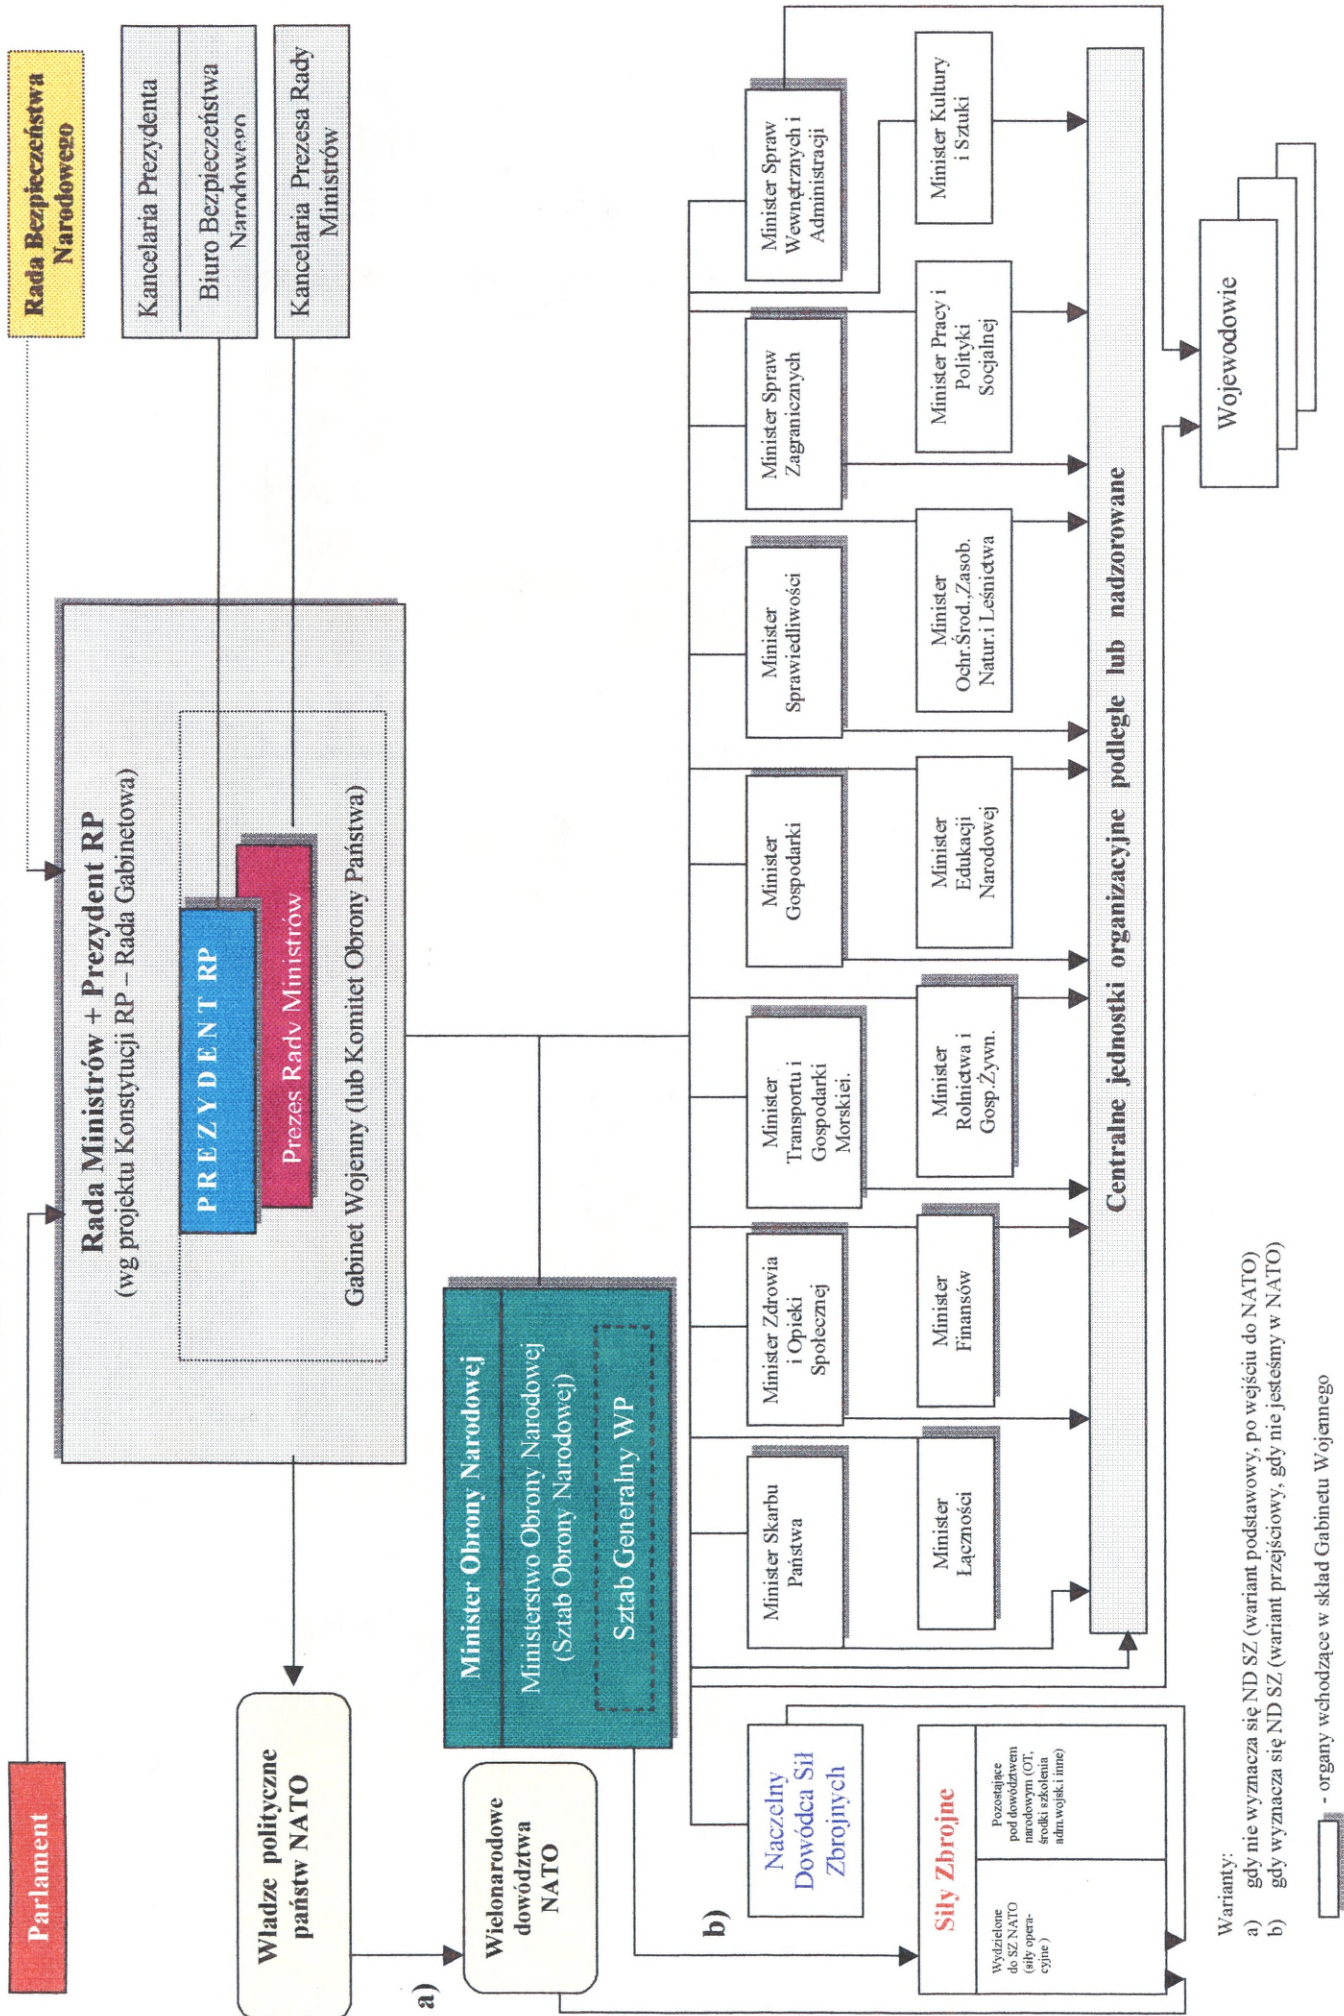 Parlament
Rada Ministrów + Prezydent RP
(wg projektu Konstytucji RP – Rada Gabinetowa)
PREZYDENT RP
Prezes Rady Ministrów
Gabinet Wojenny (lub Komitet Obrony Państwa)
Rada Bezpieczeństwa
Narodowego
Kancelaria Prezydenta
Biuro Bezpieczeństwa
Narodowego
Kancelaria Prezesa Rady
Ministrów
Władze polityczne
państw NATO
a)
Wielonarodowe
dowództwa
NATO
Minister Obrony Narodowej
Ministerstwo Obrony Narodowej
(Sztab Obrony Narodowej)
Sztab Generalny WP
b)
Naczelny
Dowódca Sił
Zbrojnych
Siły Zbrojne
Wydzielone
do SZ NATO
(siły opera-
cyjne )
Pozostające
pod dowództwem
narodowym (OT,
środki szkolenia
adm.wojsk.i inne)
Minister Skarbu
Państwa
Minister Zdrowia
i Opieki
Społecznej
Minister
Transportu i
Gospodarki
Morskiei.
Minister
Gospodarki
Minister
Sprawiedliwości
Minister Spraw
Zagranicznych
Minister Spraw
Wewnętrznych i
Administracji
Minister
Łączności
Minister
Finansów
Minister
Rolnictwa i
Gosp.Żywn.
Minister
Edukacji
Narodowej
Minister
Ochr.Środ.,Zasob.
Natur.i Leśnictwa
Minister Pracy i
Polityki
Socjalnej
Minister Kultury
i Sztuki
Centralne jednostki organizacyjne podległe lub nadzorowane
Wojewodowie
Warianty:
a) gdy nie wyznacza się ND SZ (wariant podstawowy, po wejściu do NATO)
b) gdy wyznacza się ND SZ (wariant przejściowy, gdy nie jesteśmy w NATO)
- organy wchodzące w skład Gabinetu Wojennego